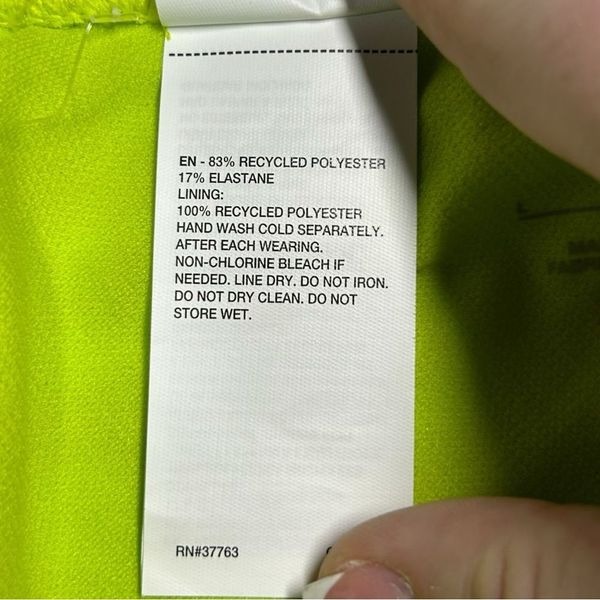 EN - 83% RECYCLED POLYESTER
17% ELASTANE
LINING:
100% RECYCLED POLYESTER
HAND WASH COLD SEPARATELY.
AFTER EACH WEARING.
NON-CHLORINE BLEACH IF
NEEDED. LINE DRY. DO NOT IRON.
DO NOT DRY CLEAN. DO NOT
STORE WET.
RN#37763